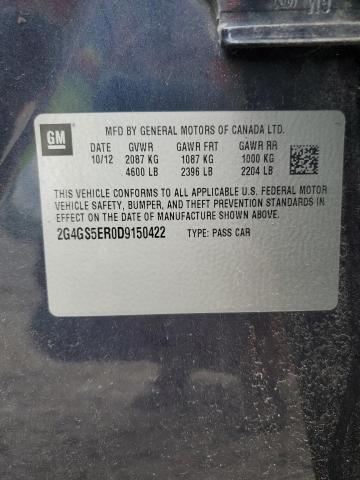 GM
MFD BY GENERAL MOTORS OF CANADA LTD.
DATE GVWR GAWR FRT GAWR RR
10/12 2087 KG 1087 KG 1000 KG
4600 LB 2396 LB 2204 LB
THIS VEHICLE CONFORMS TO ALL APPLICABLE U.S. FEDERAL MOTOR
VEHICLE SAFETY, BUMPER, AND THEFT PREVENTION STANDARDS
IN EFFECT ON THE DATE OF MANUFACTURE SHOWN ABOVE.
2G4GS5ER0D9150422 TYPE: PASS CAR